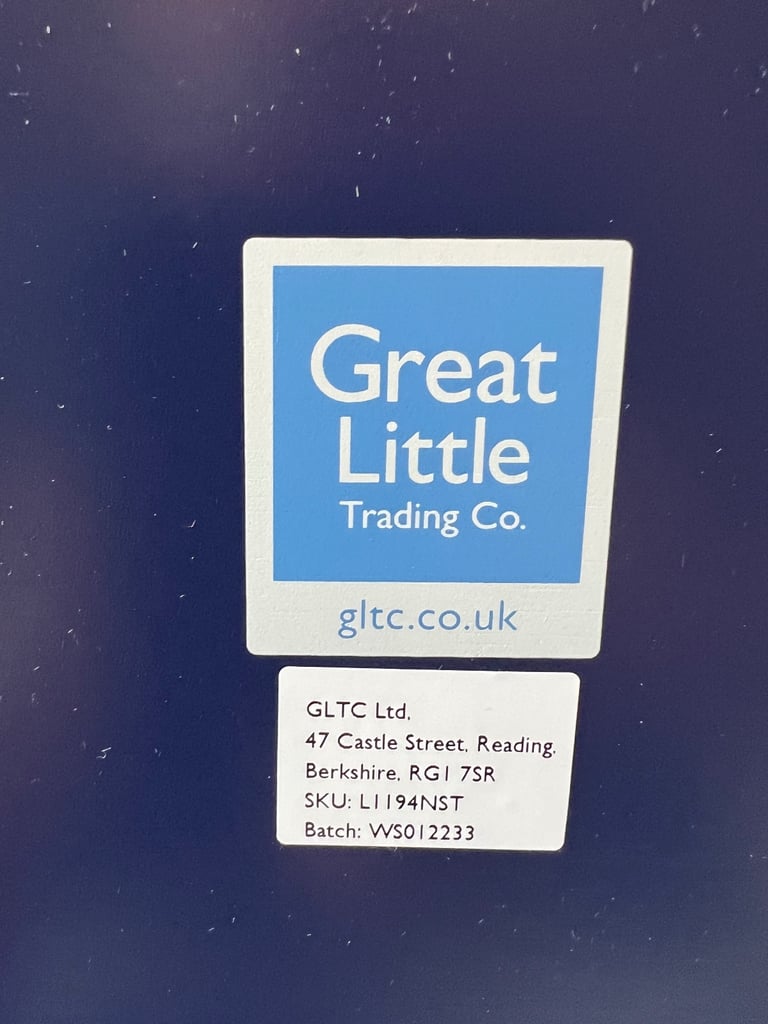 Great
Little
Trading Co.
gltc.co.uk
GLTC Ltd,
47 Castle Street, Reading,
Berkshire, RG1 7SR
SKU: L1194NST
Batch: WS012233